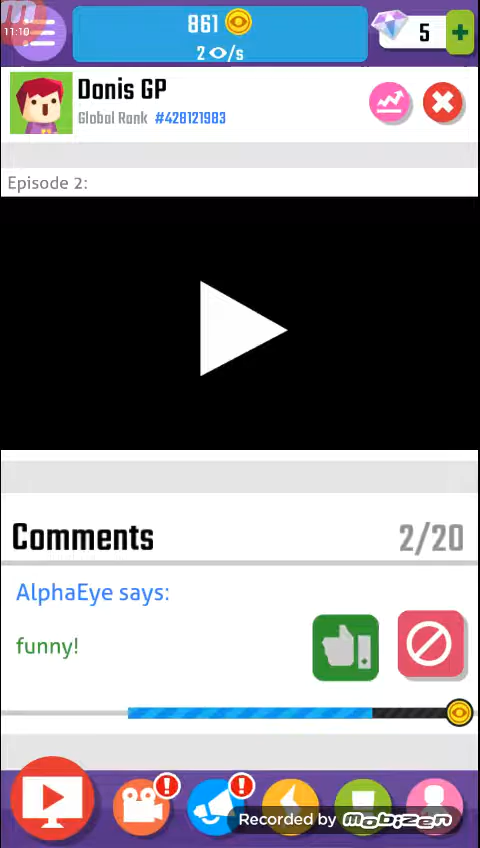 11:10
861
2 /s
5
Donis GP
Global Rank #428121983
Episode 2:
Comments 2/20
AlphaEye says:
funny!
Recorded by mobizen